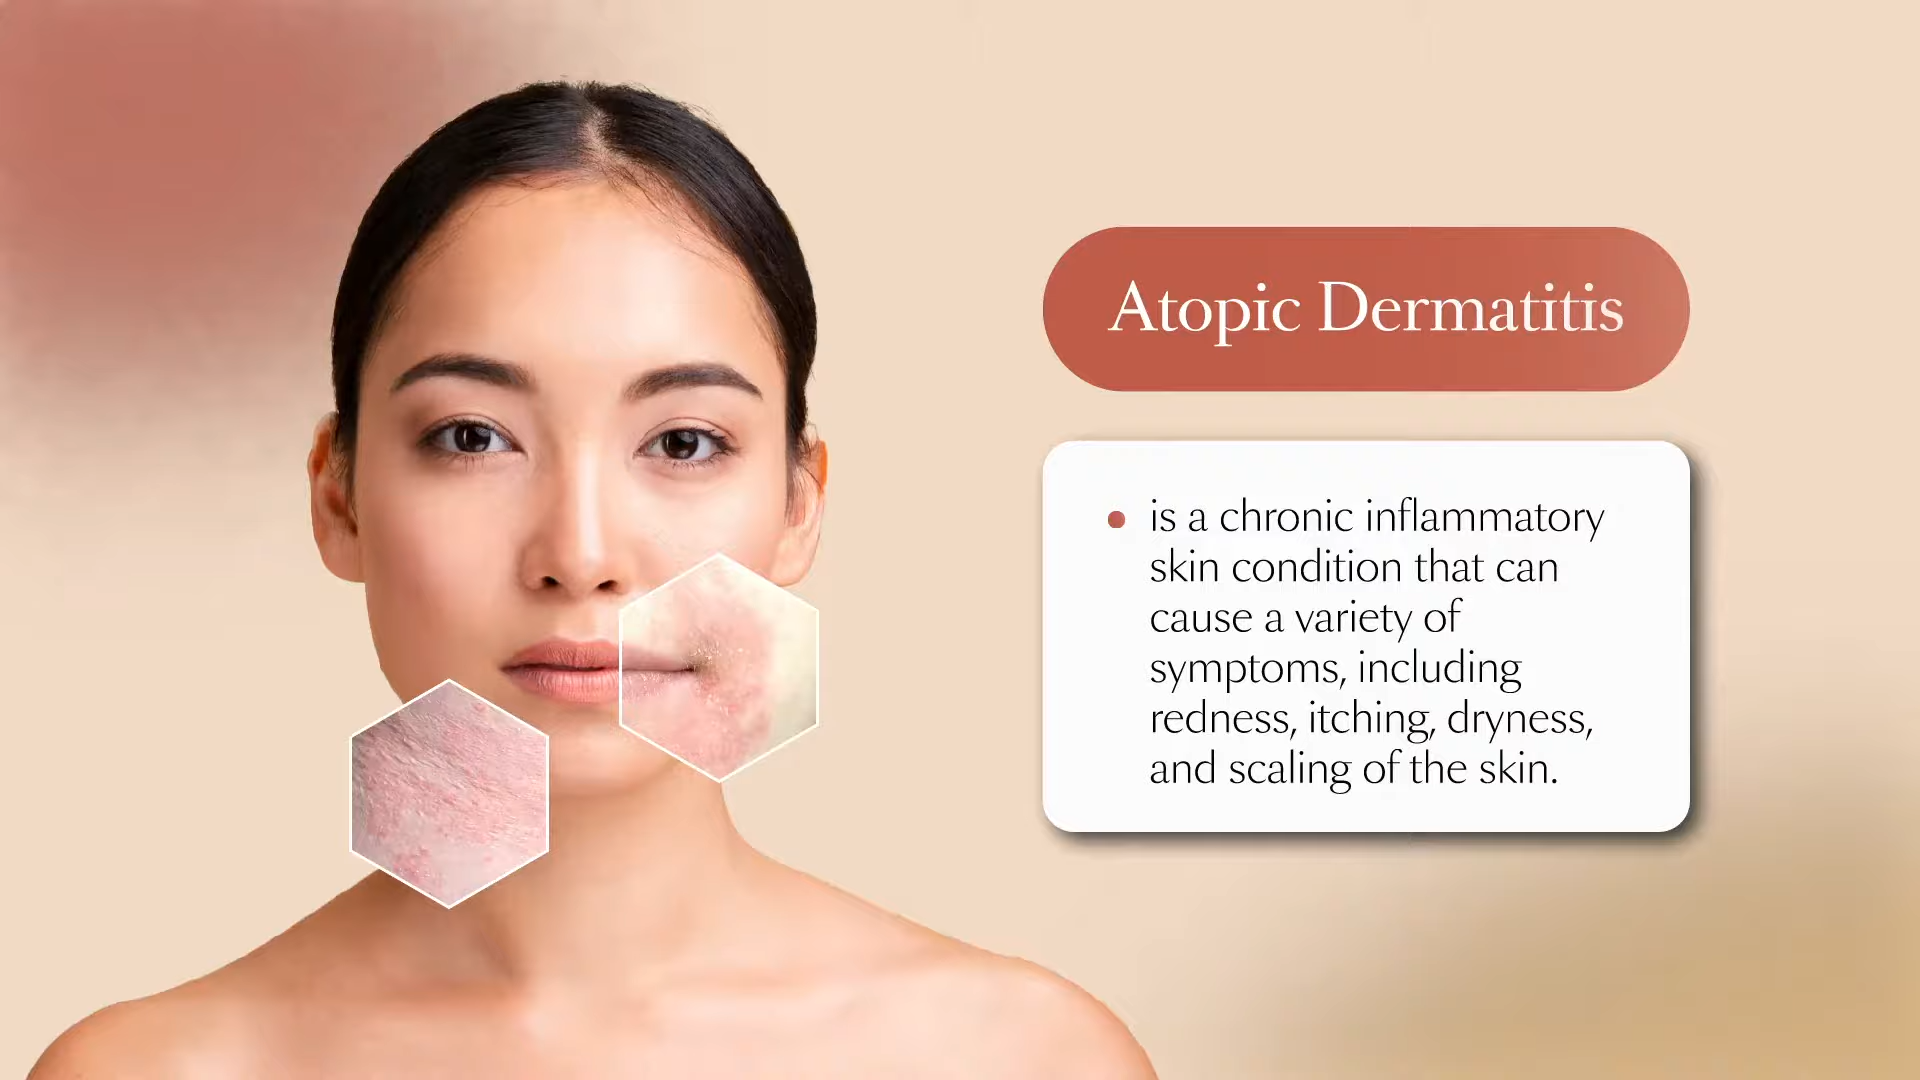 Atopic Dermatitis
• is a chronic inflammatory
skin condition that can
cause a variety of
symptoms, including
redness, itching, dryness,
and scaling of the skin.